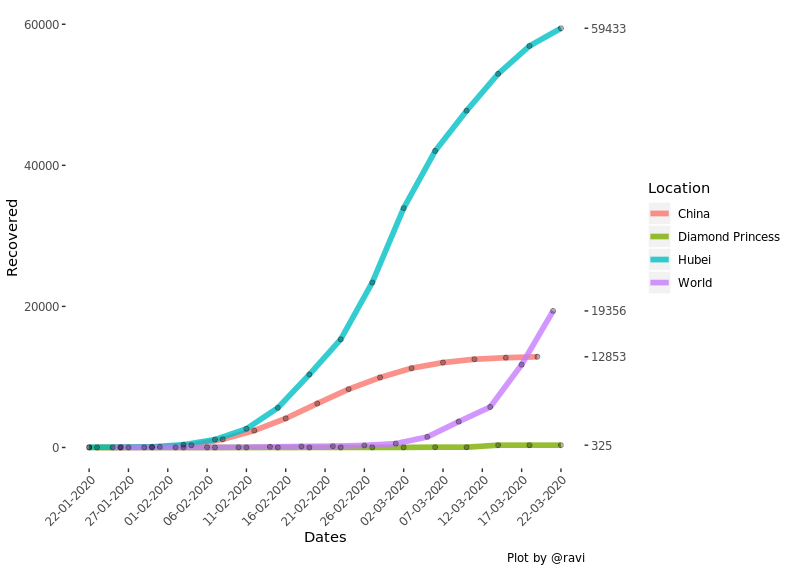 60000
40000
20000
0
Recovered
59433
19356
12853
325
22-01-2020
27-01-2020
01-02-2020
06-02-2020
11-02-2020
16-02-2020
21-02-2020
26-02-2020
02-03-2020
07-03-2020
12-03-2020
17-03-2020
22-03-2020
Dates
Plot by @ravi
Location
China
Diamond Princess
Hubei
World